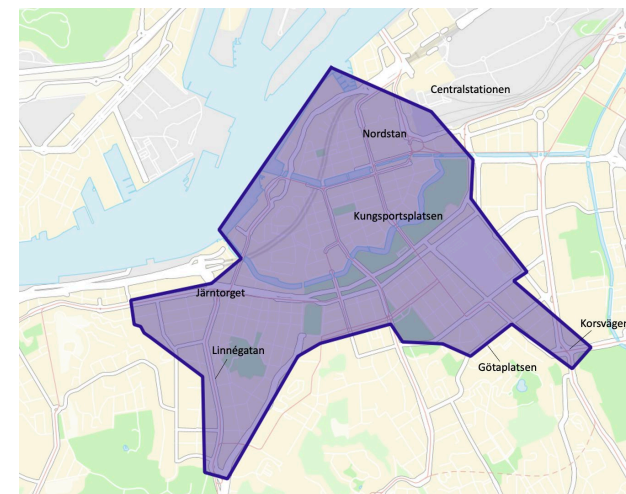 Centralstationen
Nordstan
Kungsportsplatsen
Järntorget
Korsvägen
Linnégatan
Götaplatsen